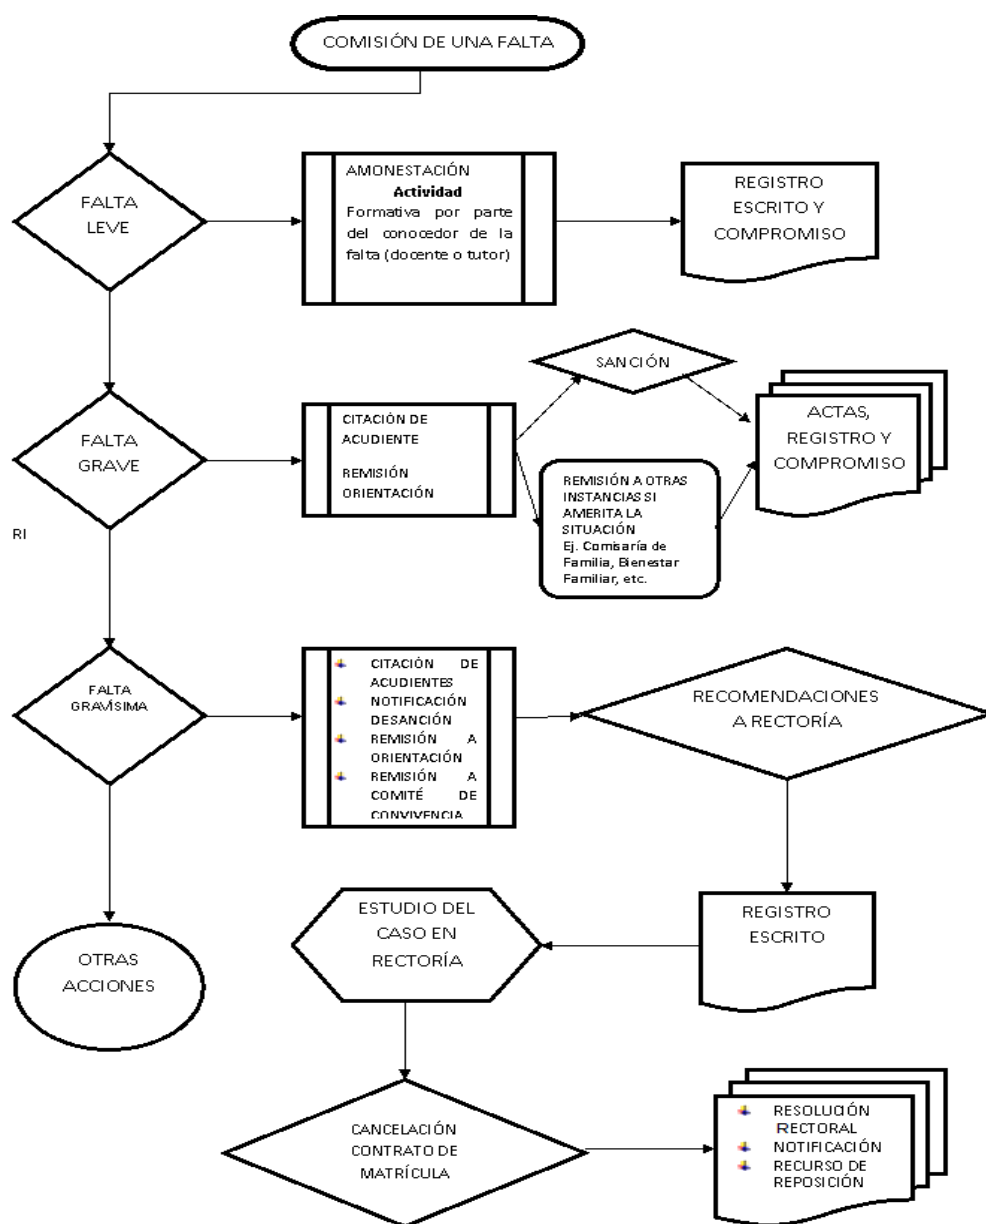 COMISIÓN DE UNA FALTA
FALTA
LEVE
AMONESTACIÓN
Actividad
Formativa por parte
del conocedor de la
falta (docente o tutor)
REGISTRO
ESCRITO Y
COMPROMISO
FALTA
GRAVE
CITACIÓN DE
ACUDIENTE
REMISIÓN
ORIENTACIÓN
SANCIÓN
REMISIÓN A OTRAS
INSTANCIAS SI
AMERITA LA
SITUACIÓN
Ej. Comisaría de
Familia, Bienestar
Familiar, etc.
ACTAS,
REGISTRO Y
COMPROMISO
RI
FALTA
GRAVÍSIMA
CITACIÓN DE
ACUDIENTES
NOTIFICACIÓN
DESANCIÓN
REMISIÓN A
ORIENTACIÓN
REMISIÓN A
COMITÉ DE
CONVIVENCIA
RECOMENDACIONES
A RECTORÍA
REGISTRO
ESCRITO
ESTUDIO DEL
CASO EN
RECTORÍA
OTRAS
ACCIONES
CANCELACIÓN
CONTRATO DE
MATRÍCULA
RESOLUCIÓN
RECTORAL
NOTIFICACIÓN
RECURSO DE
REPOSICIÓN